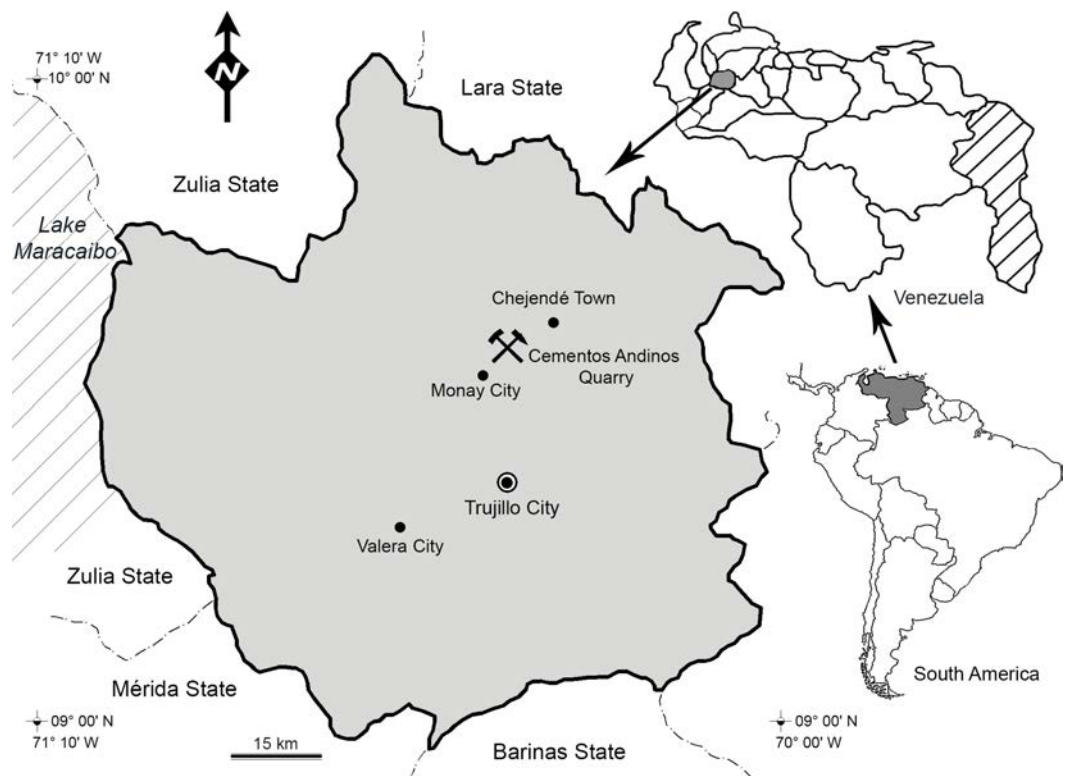 71° 10' W
10° 00' N
N
Lara State
Zulia State
Lake
Maracaibo
Venezuela
Chejendé Town
Cementos Andinos
Quarry
Monay City
Trujillo City
Valera City
Zulia State
Mérida State
South America
09° 00' N
71° 10' W
15 km
Barinas State
09° 00' N
70° 00' W